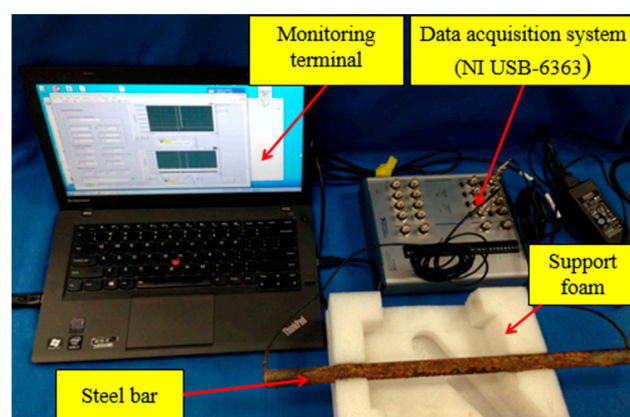 Monitoring
terminal
Data acquisition system
(NI USB-6363)
Support
foam
Steel bar
ThinkPad